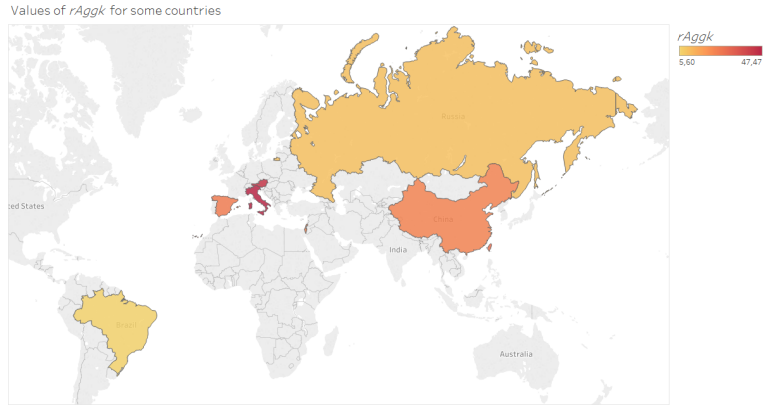 Values of rAggk for some countries
rAggk
5,60 47,47
Russia
ted States
China
India
Brazil
Australia